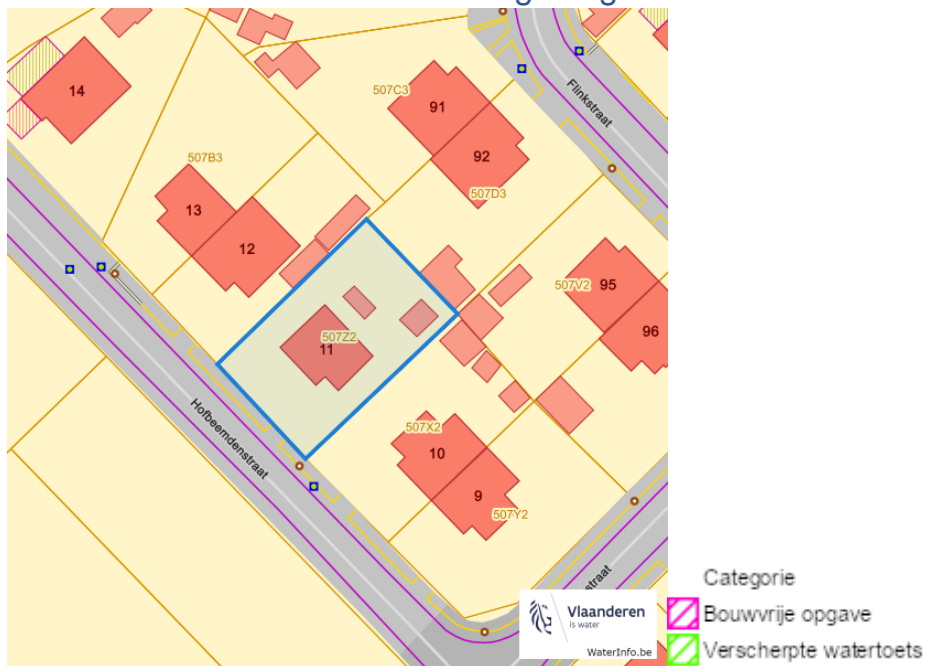 14
507C3
91
92
507D3
Flinkstraat
507B3
13
12
507V2
95
96
507Z2
11
Hofbeemdenstraat
507X2
10
9
507Y2
straat
Vlaanderen
is water
WaterInfo.be
Categorie
Bouwvrije opgave
Verscherpte watertoets